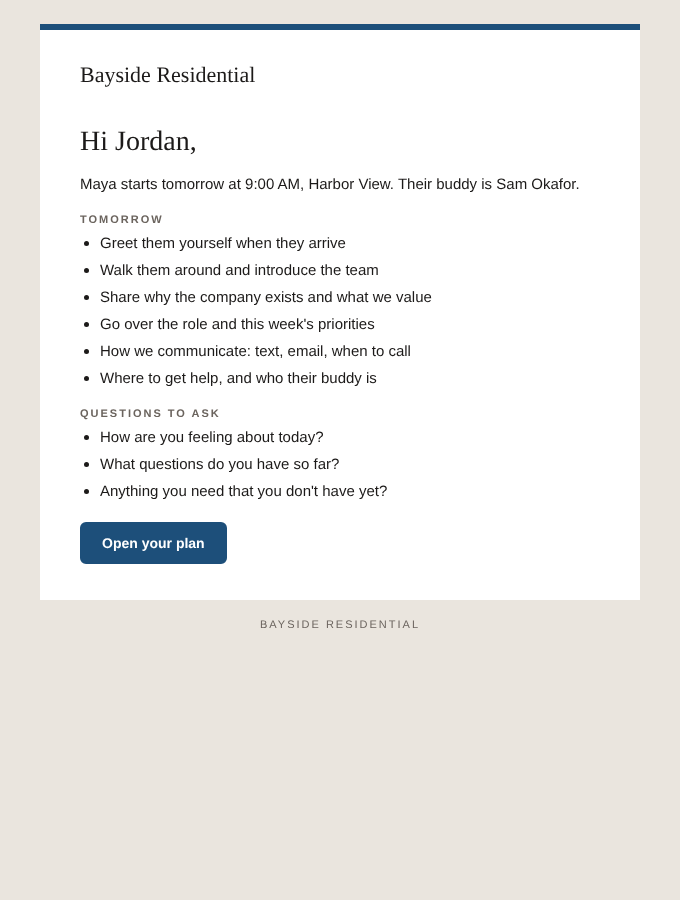 Bayside Residential
Hi Jordan,
Maya starts tomorrow at 9:00 AM, Harbor View. Their buddy is Sam Okafor.
TOMORROW
Greet them yourself when they arrive
Walk them around and introduce the team
Share why the company exists and what we value
Go over the role and this week's priorities
How we communicate: text, email, when to call
Where to get help, and who their buddy is
QUESTIONS TO ASK
How are you feeling about today?
What questions do you have so far?
Anything you need that you don't have yet?
Open your plan
BAYSIDE RESIDENTIAL